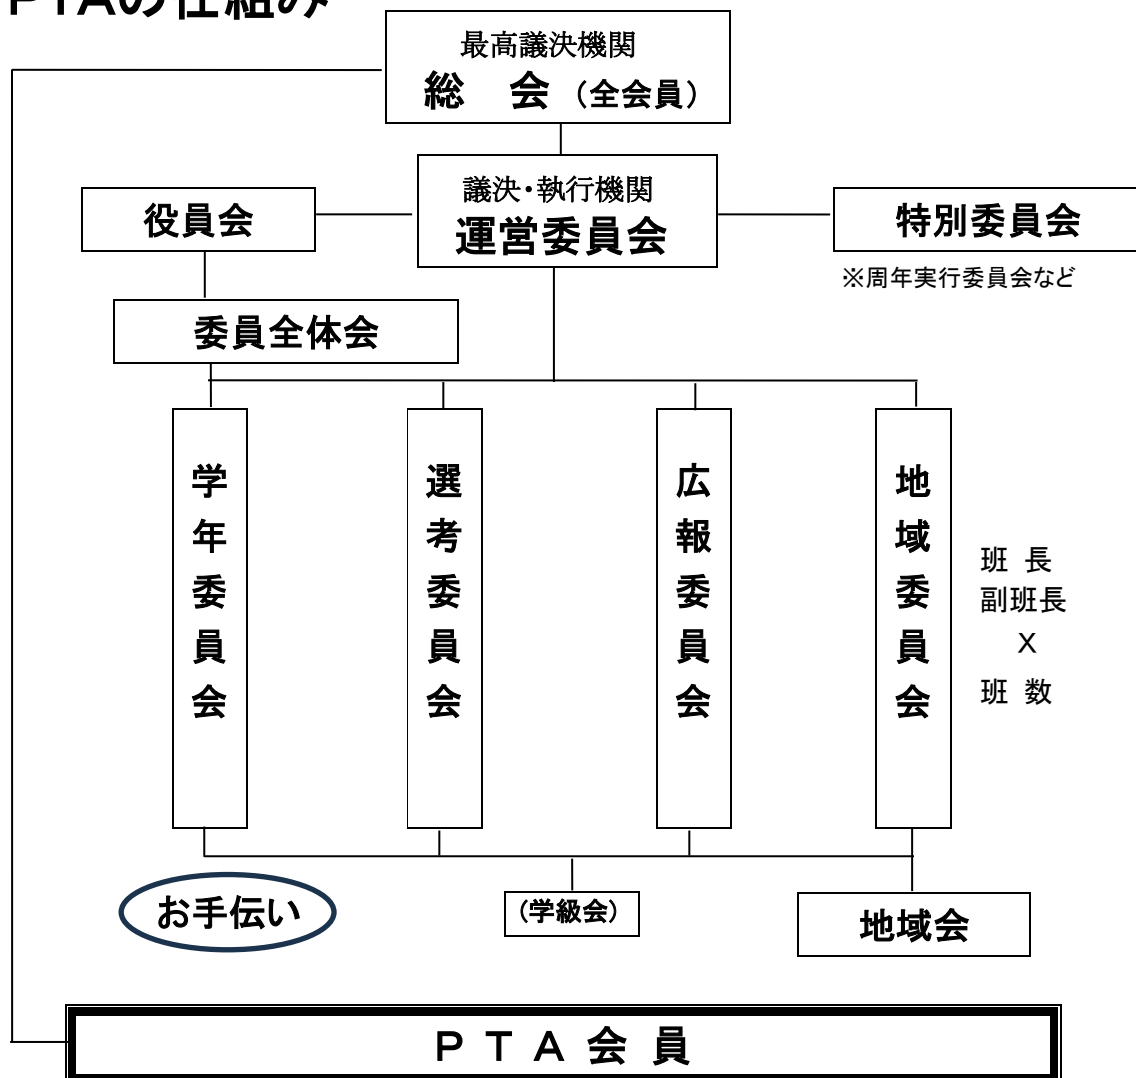 PTAの仕組み
最高議決機関
総　会（全会員）
議決・執行機関
運営委員会
役員会
特別委員会
※周年実行委員会など
委員全体会
学年委員会
選考委員会
広報委員会
地域委員会
班 長
副班長
X
班 数
お手伝い
（学級会）
地域会
ＰＴＡ会員